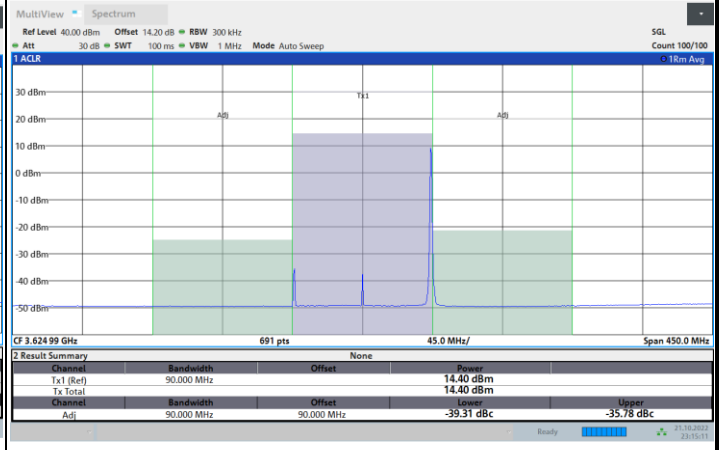 MultiView Spectrum
Ref Level 40.00 dBm Offset 14.20 dB RBW 300 kHz SGL
Att 30 dB SWT 100 ms VBW 1 MHz Mode Auto Sweep Count 100/100
1 ACLR 1Rm Avg
30 dBm
Tx1
20 dBm
Adj Adj
10 dBm
0 dBm
-10 dBm
-20 dBm
-30 dBm
-40 dBm
-50 dBm
CF 3.624 99 GHz 691 pts 45.0 MHz/ Span 450.0 MHz
2 Result Summary None
Channel Bandwidth Offset Power
Tx1 (Ref) 90.000 MHz 14.40 dBm
Tx Total 14.40 dBm
Channel Bandwidth Offset Lower Upper
Adj 90.000 MHz 90.000 MHz -39.31 dBc -35.78 dBc
Ready 21.10.2022
23:15:11